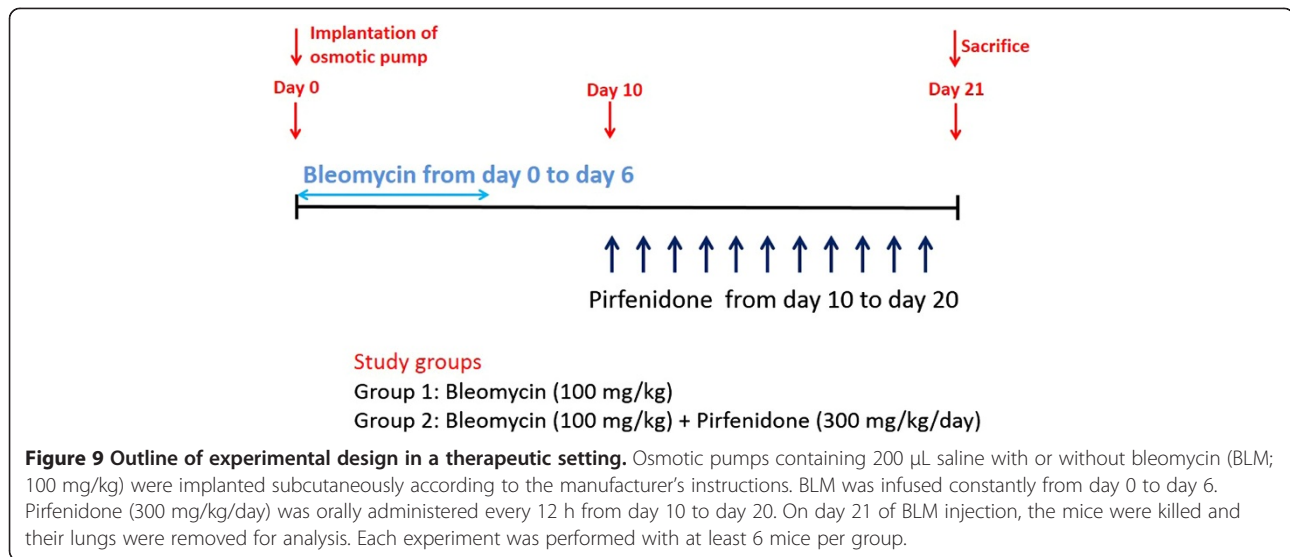 Implantation of
osmotic pump
Sacrifice
Day 0
Day 10
Day 21
Bleomycin from day 0 to day 6
Pirfenidone from day 10 to day 20
Study groups
Group 1: Bleomycin (100 mg/kg)
Group 2: Bleomycin (100 mg/kg) + Pirfenidone (300 mg/kg/day)
Figure 9 Outline of experimental design in a therapeutic setting. Osmotic pumps containing 200 μL saline with or without bleomycin (BLM;
100 mg/kg) were implanted subcutaneously according to the manufacturer's instructions. BLM was infused constantly from day 0 to day 6.
Pirfenidone (300 mg/kg/day) was orally administered every 12 h from day 10 to day 20. On day 21 of BLM injection, the mice were killed and
their lungs were removed for analysis. Each experiment was performed with at least 6 mice per group.